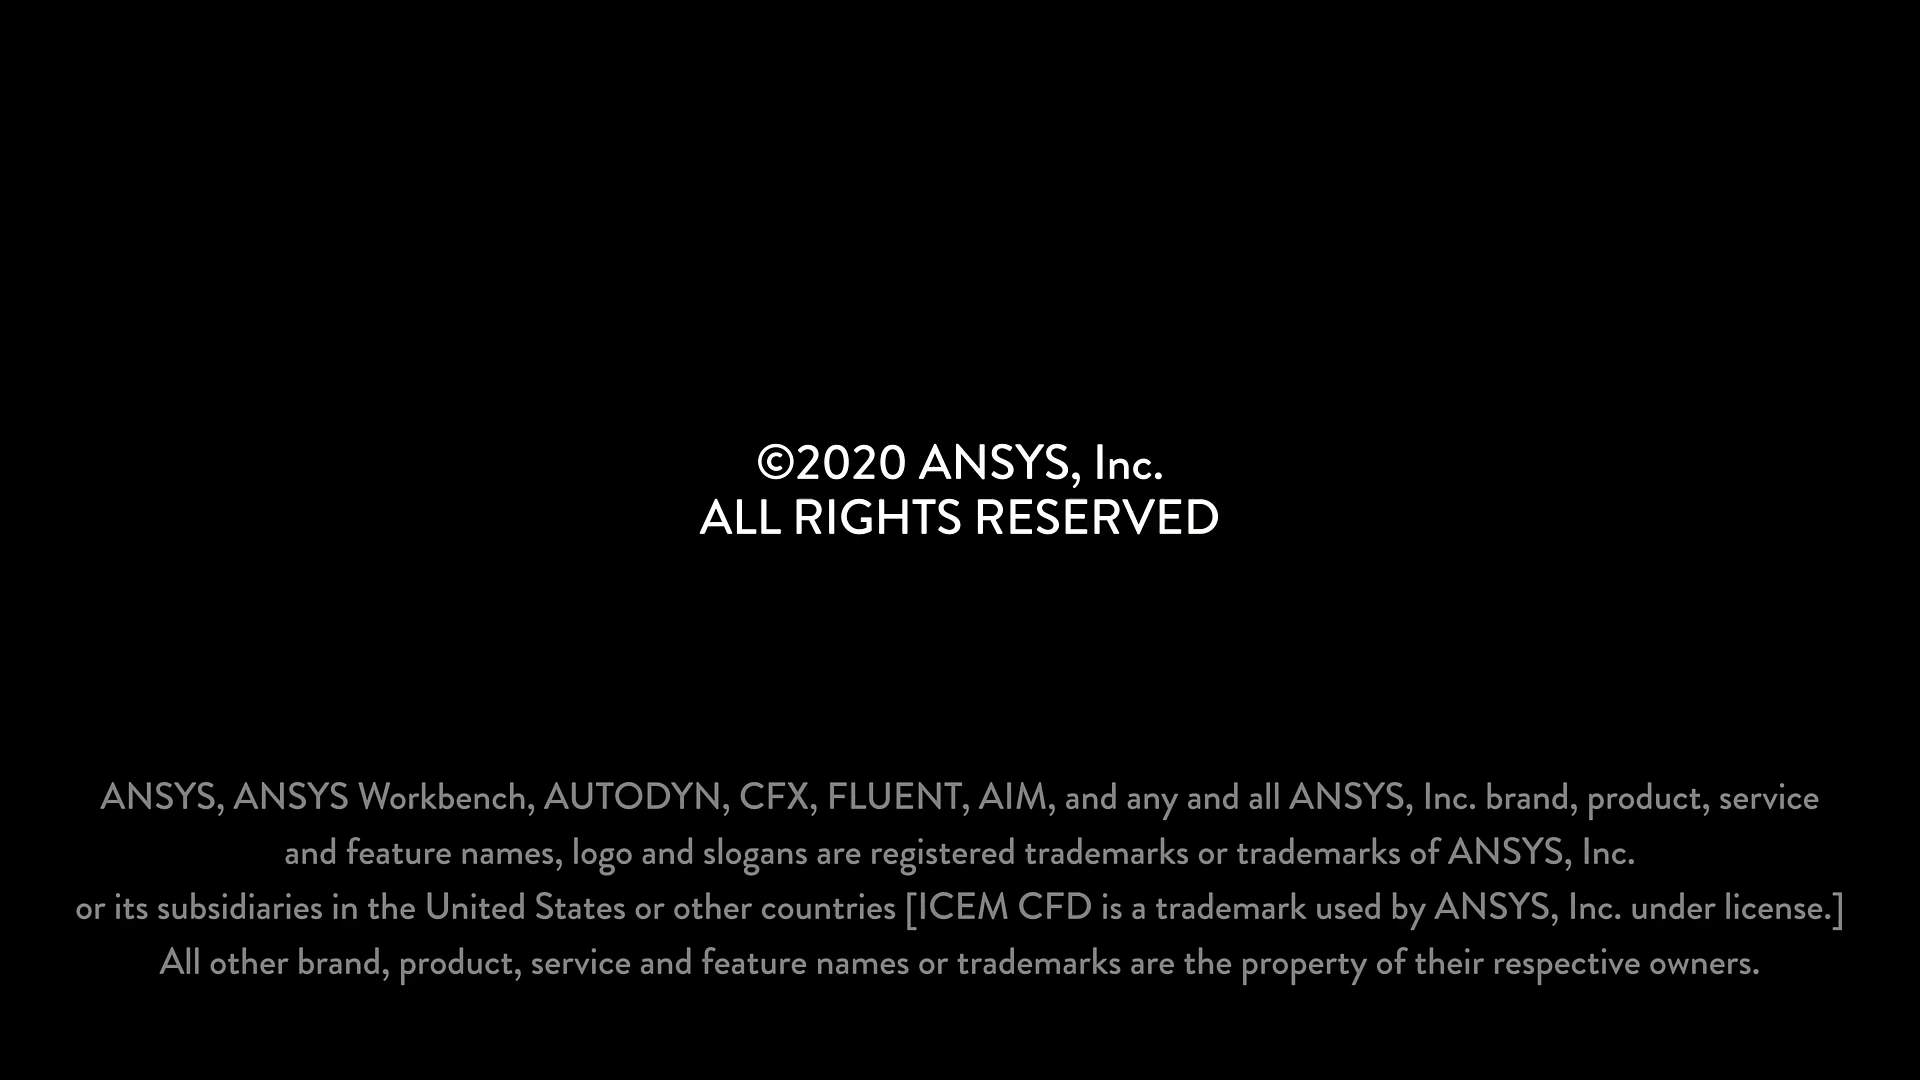 ©2020 ANSYS, Inc.
ALL RIGHTS RESERVED
ANSYS, ANSYS Workbench, AUTODYN, CFX, FLUENT, AIM, and any and all ANSYS, Inc. brand, product, service
and feature names, logo and slogans are registered trademarks or trademarks of ANSYS, Inc.
or its subsidiaries in the United States or other countries [ICEM CFD is a trademark used by ANSYS, Inc. under license.]
All other brand, product, service and feature names or trademarks are the property of their respective owners.